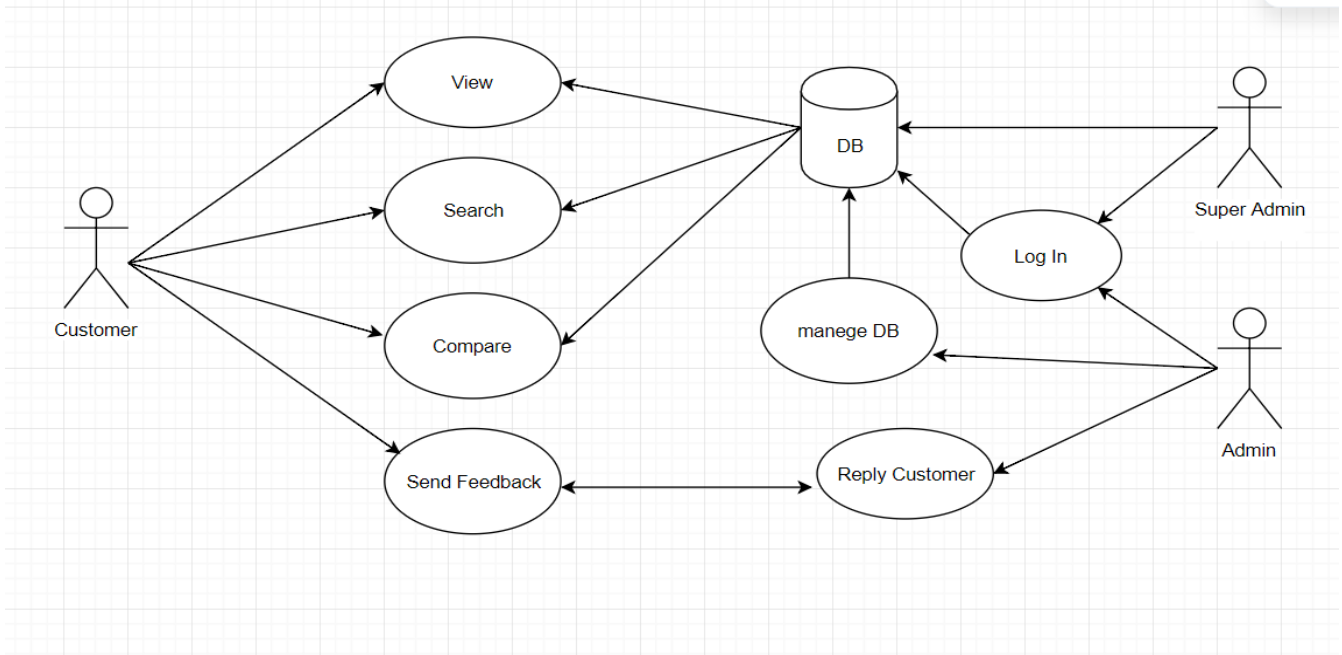 View
DB
Search
Super Admin
Log In
Customer
manege DB
Compare
Admin
Send Feedback
Reply Customer